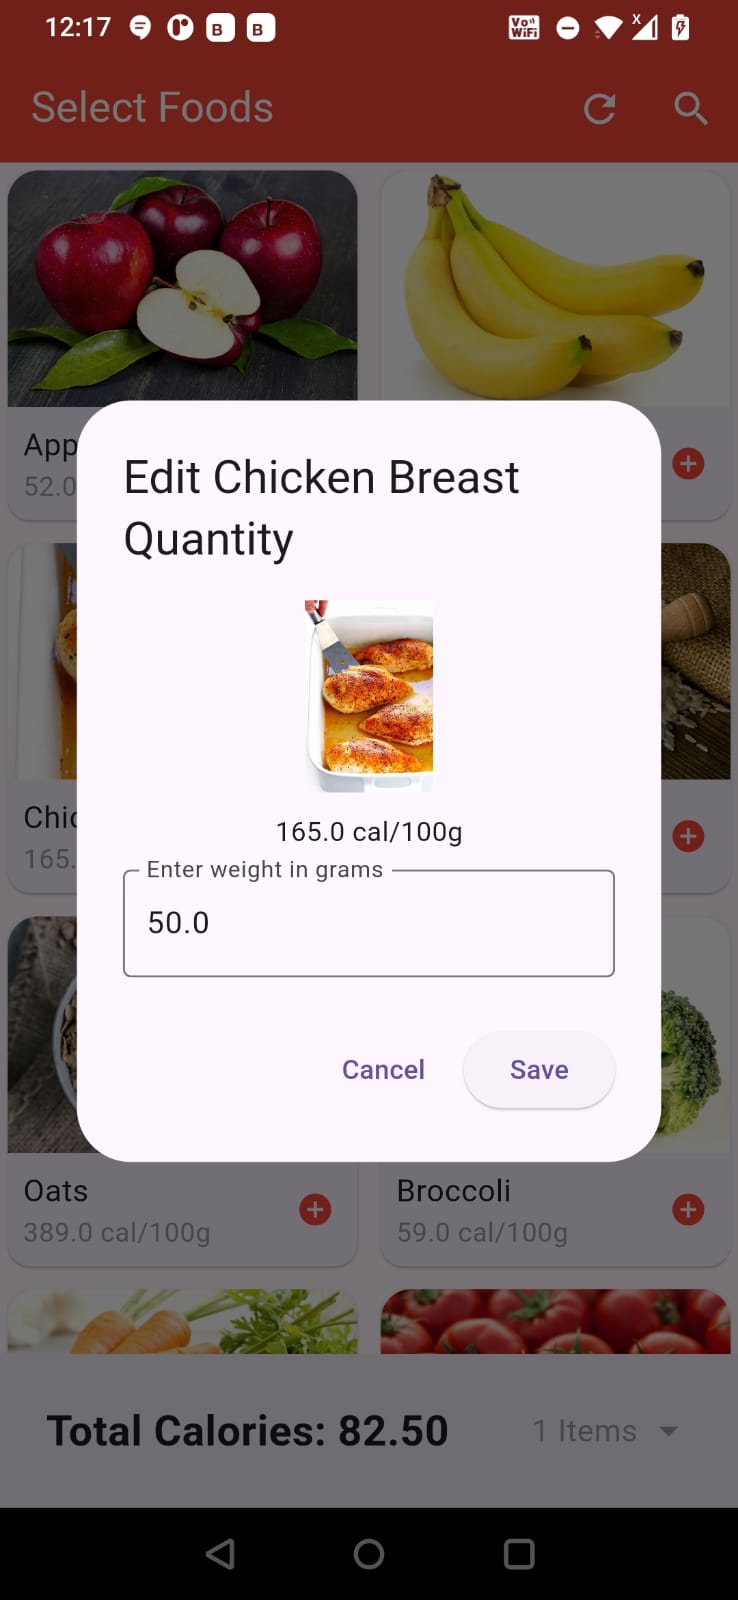 12:17
B
B
Vo))
WiFi
X
Select Foods
App
52.0
Edit Chicken Breast
Quantity
165.0 cal/100g
Enter weight in grams
50.0
Cancel
Save
Chic
165.
Oats
389.0 cal/100g
Broccoli
59.0 cal/100g
Total Calories: 82.50
1 Items